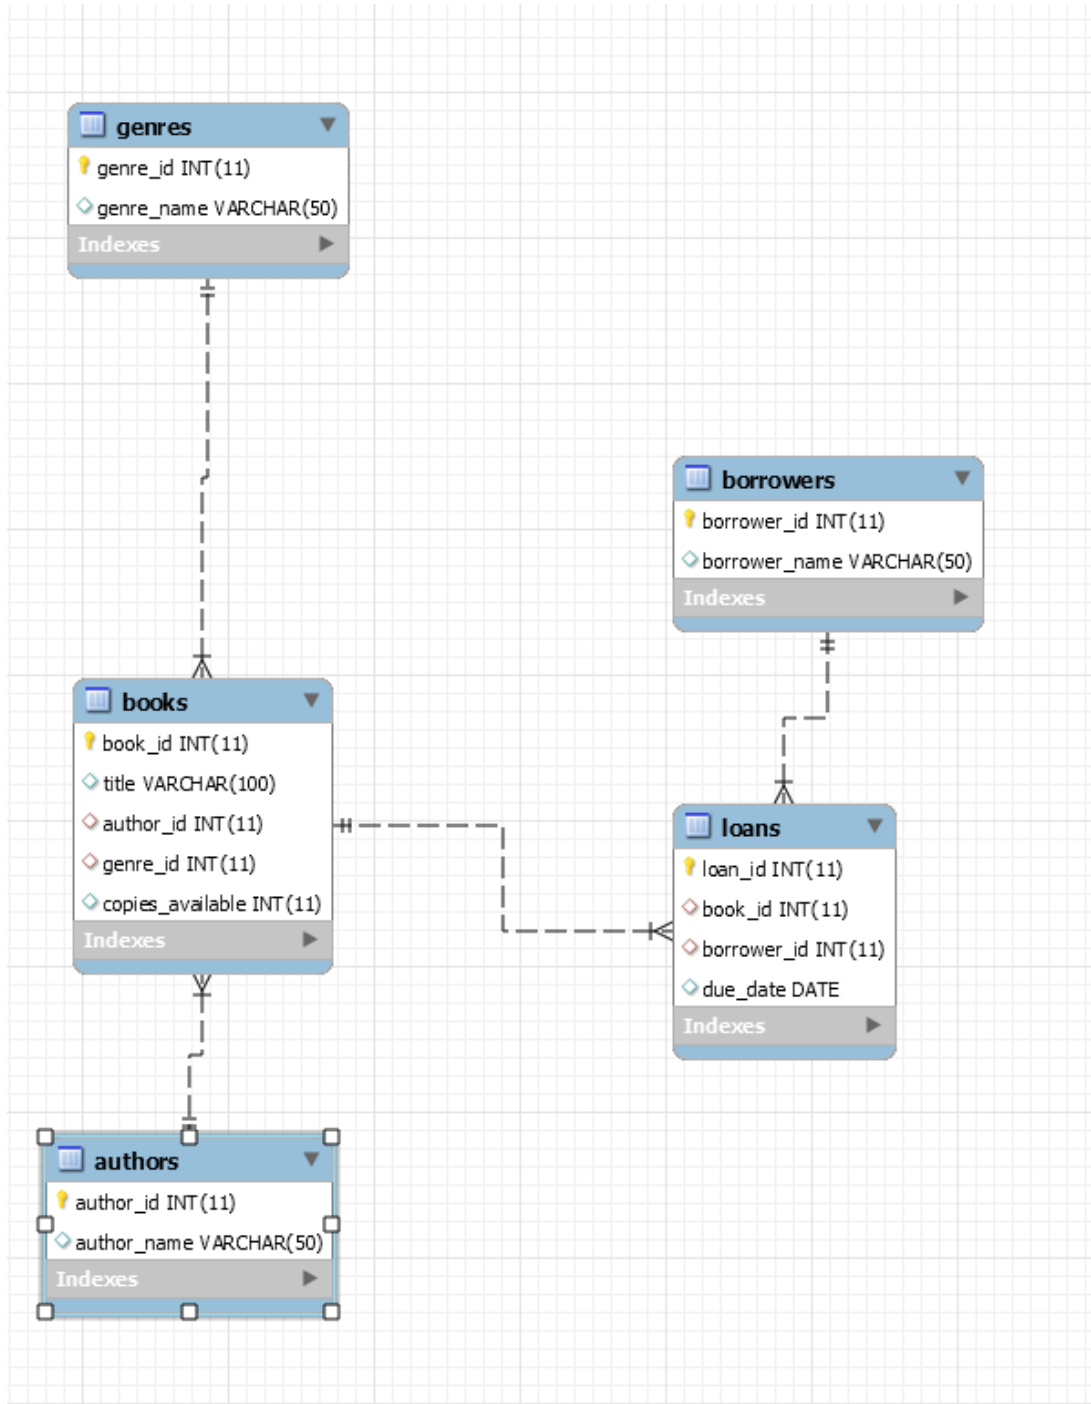 genres
genre_id INT(11)
genre_name VARCHAR(50)
Indexes
borrowers
borrower_id INT(11)
borrower_name VARCHAR(50)
Indexes
books
book_id INT(11)
title VARCHAR(100)
author_id INT(11)
genre_id INT(11)
copies_available INT(11)
Indexes
loans
loan_id INT(11)
book_id INT(11)
borrower_id INT(11)
due_date DATE
Indexes
authors
author_id INT(11)
author_name VARCHAR(50)
Indexes